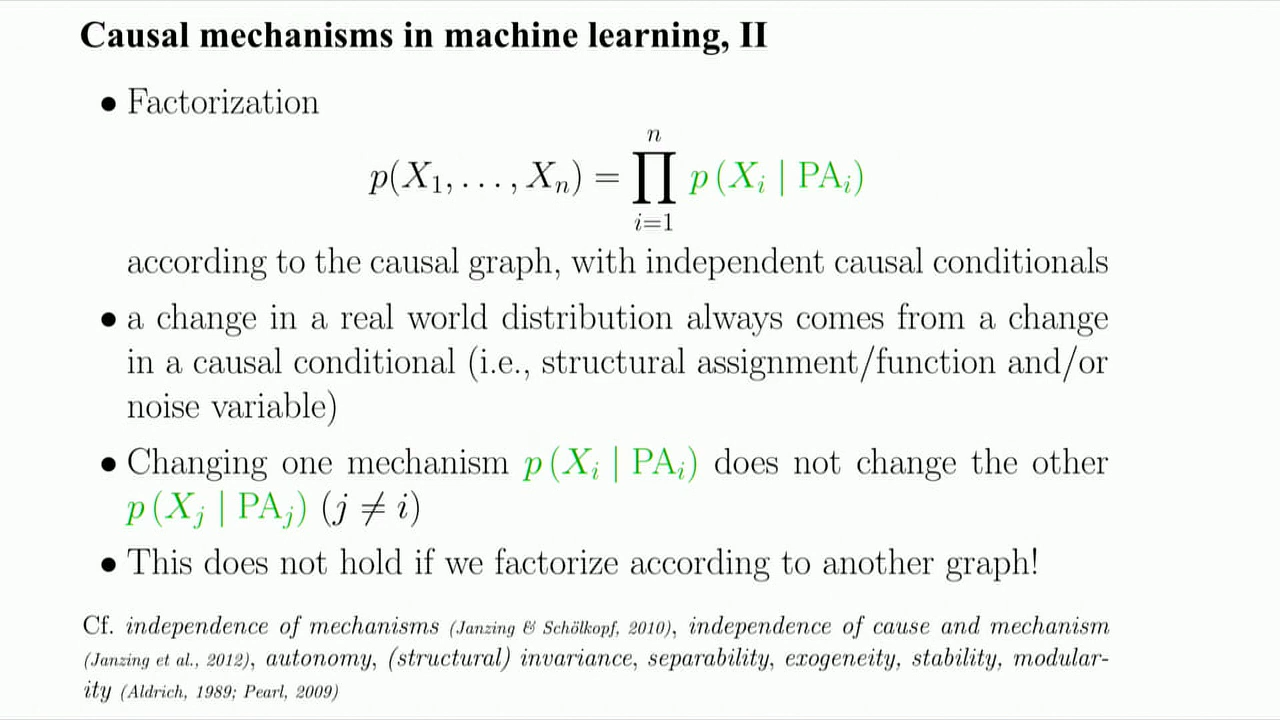 Causal mechanisms in machine learning, II
• Factorization
p(X₁, . . . , Xₙ) = ∏ⁿᵢ₌₁ p (Xᵢ | PAᵢ)
according to the causal graph, with independent causal conditionals
• a change in a real world distribution always comes from a change
in a causal conditional (i.e., structural assignment/function and/or
noise variable)
• Changing one mechanism p (Xᵢ | PAᵢ) does not change the other
p (Xⱼ | PAⱼ) (j ≠ i)
• This does not hold if we factorize according to another graph!
Cf. independence of mechanisms (Janzing & Schölkopf, 2010), independence of cause and mechanism
(Janzing et al., 2012), autonomy, (structural) invariance, separability, exogeneity, stability, modular-
ity (Aldrich, 1989; Pearl, 2009)